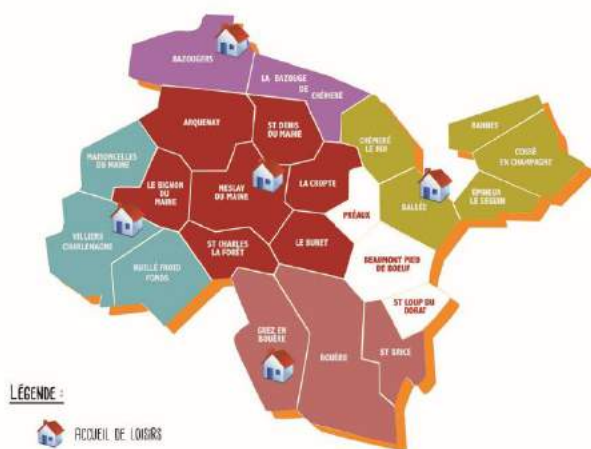 BAZOUGERS
LA BAZOUGE
DE
CHÉMERÉ
ARQUENAY
ST DENIS
DU MAINE
CHÉMERÉ
LE ROI
BANNES
COSSÉ
EN CHAMPAGNE
MAISONCELLES
DU MAINE
LE BIGNON
DU
MAINE
MESLAY
DU MAINE
LA CROPTE
PRÉAUX
BALLÉE
ÉPINEUX
LE SEGUIN
VILLIERS
CHARLEMAGNE
RUILLÉ FROID
FONDS
ST CHARLES
LA FORÊT
LE BURET
BEAUMONT PIED
DE BOEUF
ST LOUP DU
DORAT
GREZ EN
BOUÈRE
BOUÈRE
ST BRICE
LÉGENDE :
ACCUEIL DE LOISIRS